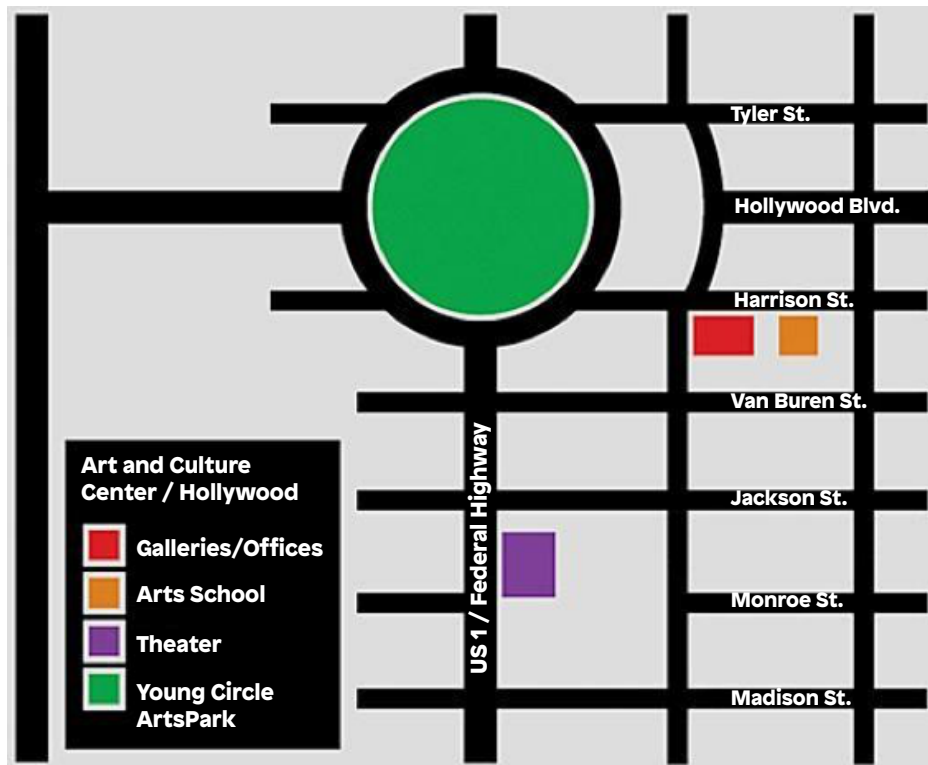 Tyler St.
Hollywood Blvd.
Harrison St.
Van Buren St.
Jackson St.
Monroe St.
Madison St.
US 1 / Federal Highway
Art and Culture
Center / Hollywood
Galleries/Offices
Arts School
Theater
Young Circle
ArtsPark